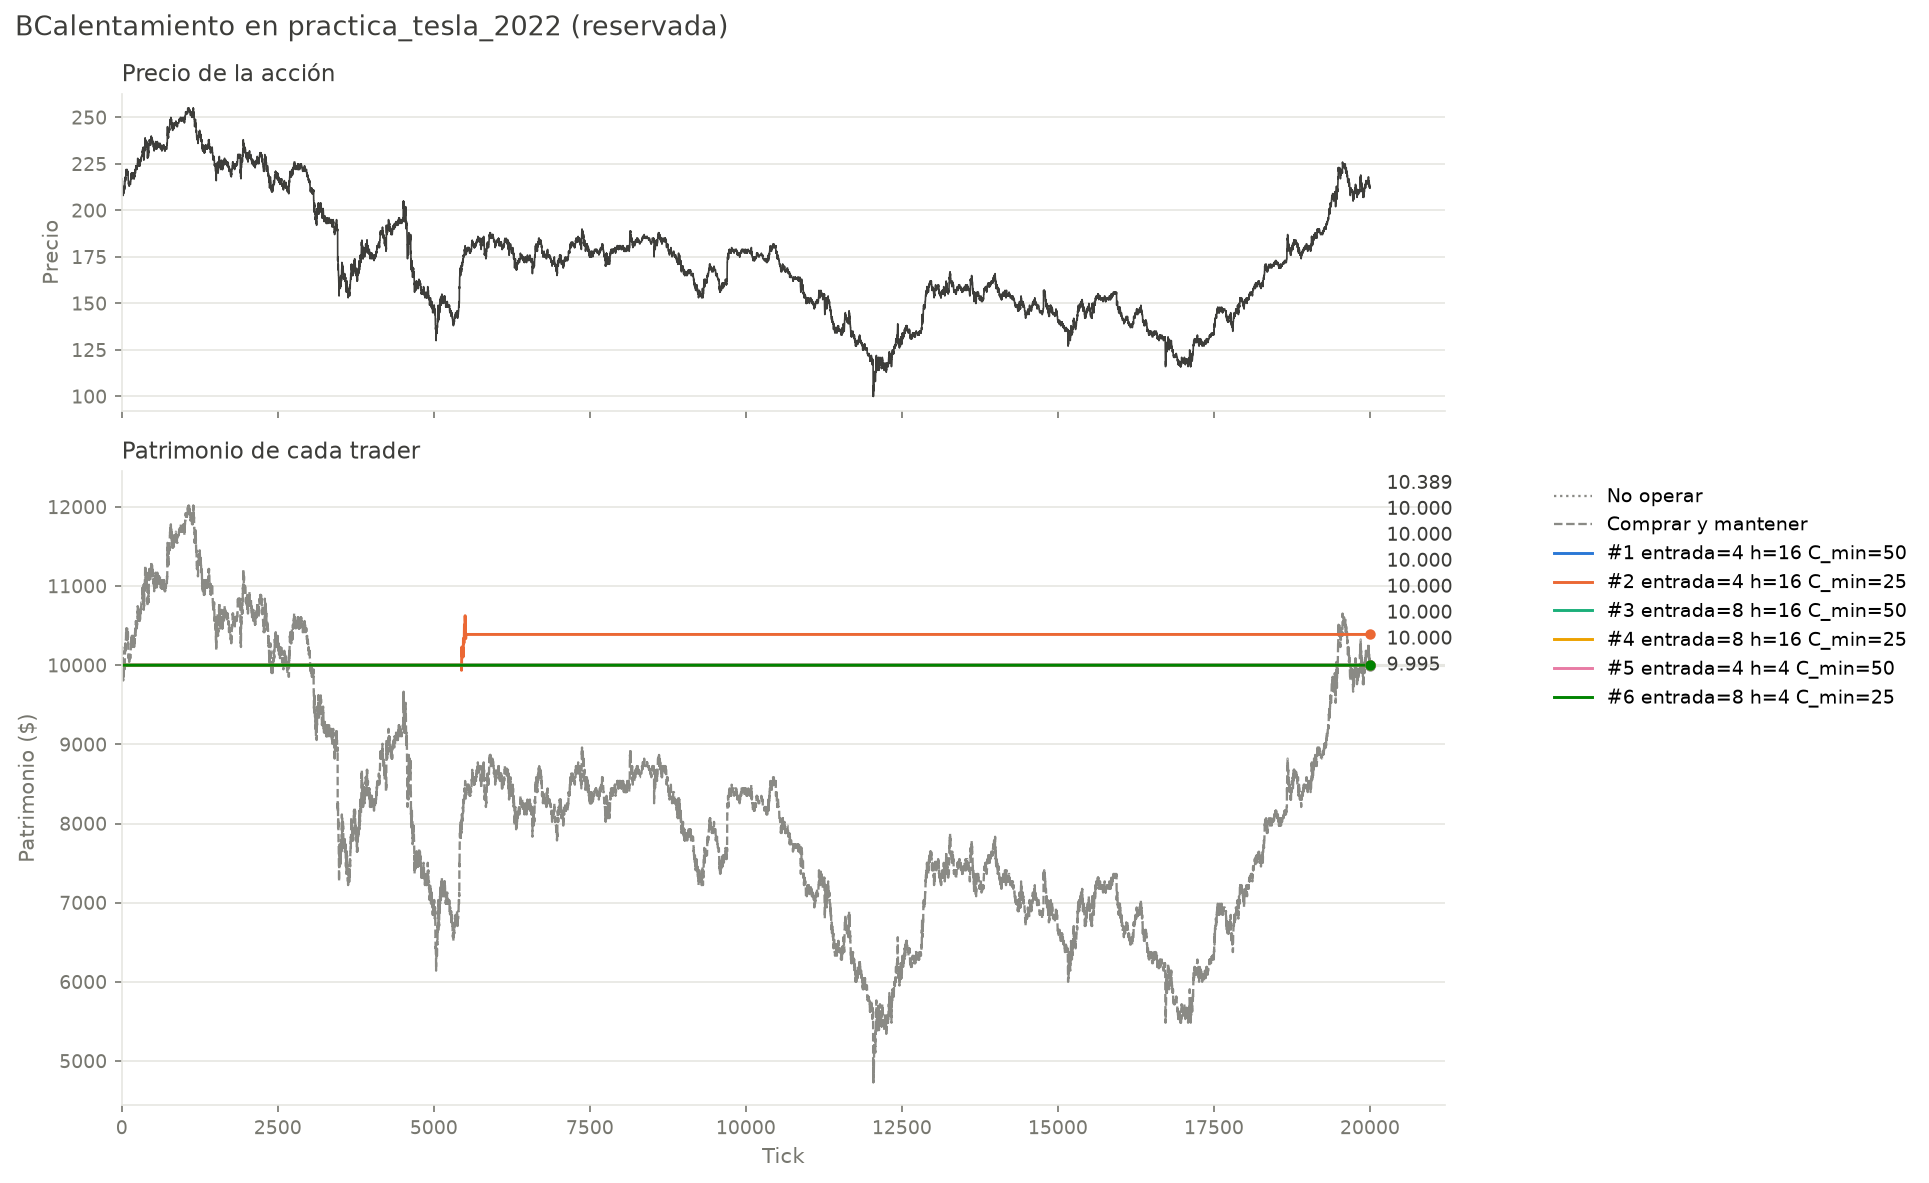 BCalentamiento en practica_tesla_2022 (reservada)
Precio de la acción
Precio
250
225
200
175
150
125
100
Patrimonio de cada trader
Patrimonio ($)
12000
11000
10000
9000
8000
7000
6000
5000
10.389
10.000
10.000
10.000
10.000
10.000
10.000
9.995
0
2500
5000
7500
10000
12500
15000
17500
20000
Tick
No operar
Comprar y mantener
#1 entrada=4 h=16 C_min=50
#2 entrada=4 h=16 C_min=25
#3 entrada=8 h=16 C_min=50
#4 entrada=8 h=16 C_min=25
#5 entrada=4 h=4 C_min=50
#6 entrada=8 h=4 C_min=25